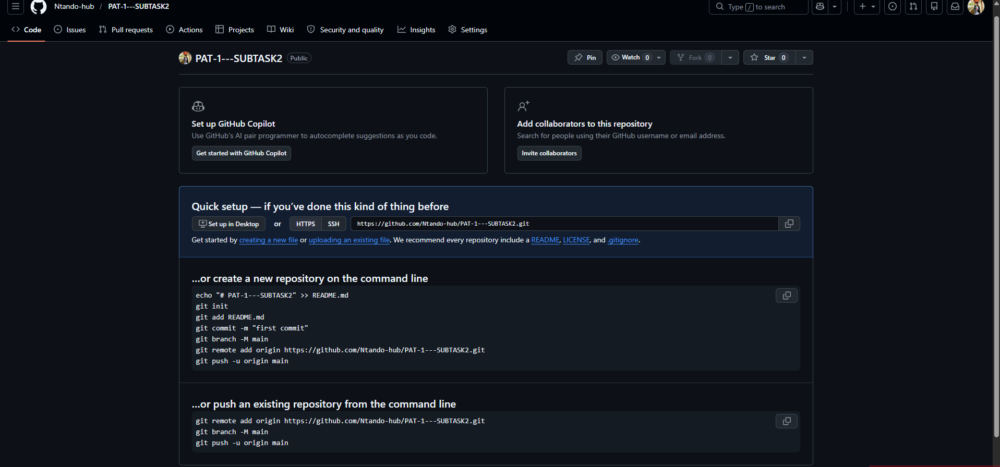 Ntando-hub / PAT-1---SUBTASK2
Type / to search
Code Issues Pull requests Actions Projects Wiki Security and quality Insights Settings
PAT-1---SUBTASK2 Public
Pin Watch 0 Fork 0 Star 0
Set up GitHub Copilot
Use GitHub's AI pair programmer to autocomplete suggestions as you code.
Get started with GitHub Copilot
Add collaborators to this repository
Search for people using their GitHub username or email address.
Invite collaborators
Quick setup — if you’ve done this kind of thing before
Set up in Desktop or HTTPS SSH https://github.com/Ntando-hub/PAT-1---SUBTASK2.git
Get started by creating a new file or uploading an existing file. We recommend every repository include a README, LICENSE, and .gitignore.
…or create a new repository on the command line
echo "# PAT-1---SUBTASK2" >> README.md
git init
git add README.md
git commit -m "first commit"
git branch -M main
git remote add origin https://github.com/Ntando-hub/PAT-1---SUBTASK2.git
git push -u origin main
…or push an existing repository from the command line
git remote add origin https://github.com/Ntando-hub/PAT-1---SUBTASK2.git
git branch -M main
git push -u origin main